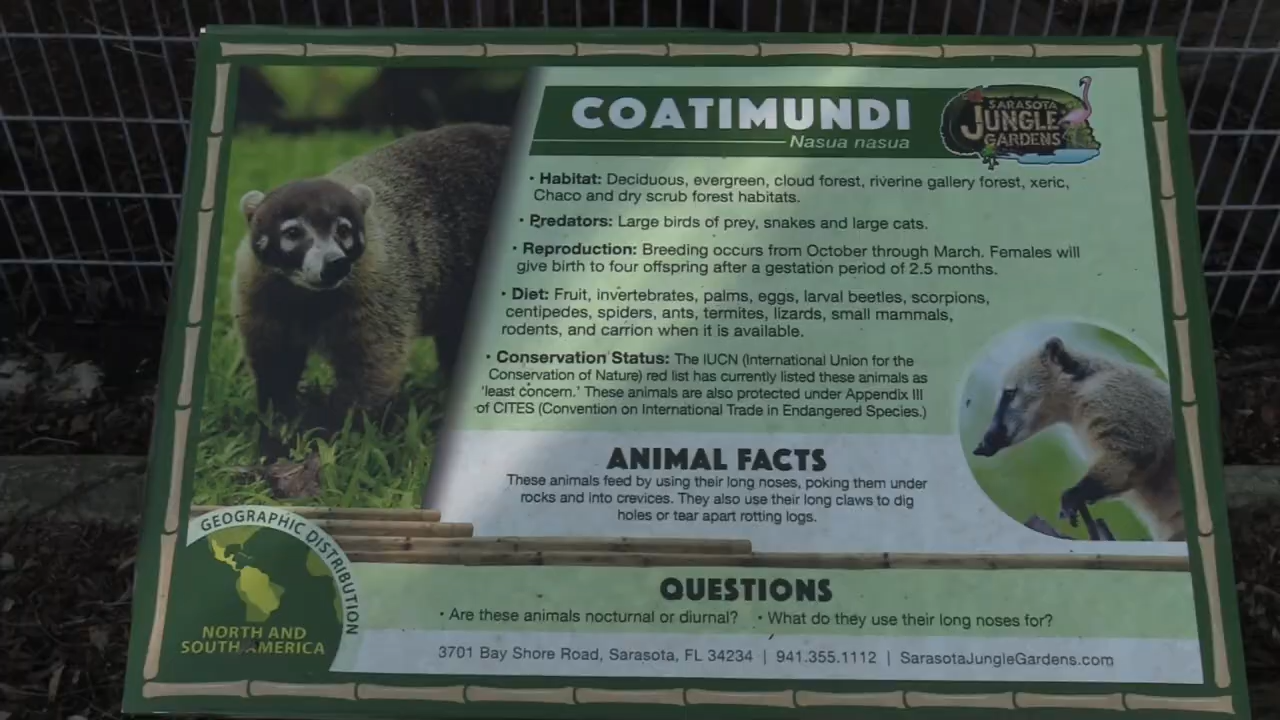 COATIMUNDI
Nasua nasua
SARASOTA
JUNGLE
GARDENS
• Habitat: Deciduous, evergreen, cloud forest, riverine gallery forest, xeric,
Chaco and dry scrub forest habitats.
• Predators: Large birds of prey, snakes and large cats.
• Reproduction: Breeding occurs from October through March. Females will
give birth to four offspring after a gestation period of 2.5 months.
• Diet: Fruit, invertebrates, palms, eggs, larval beetles, scorpions,
centipedes, spiders, ants, termites, lizards, small mammals,
rodents, and carrion when it is available.
• Conservation Status: The IUCN (International Union for the
Conservation of Nature) red list has currently listed these animals as
'least concern.' These animals are also protected under Appendix III
of CITES (Convention on International Trade in Endangered Species.)
ANIMAL FACTS
These animals feed by using their long noses, poking them under
rocks and into crevices. They also use their long claws to dig
holes or tear apart rotting logs.
GEOGRAPHIC DISTRIBUTION
NORTH AND
SOUTH AMERICA
QUESTIONS
• Are these animals nocturnal or diurnal? • What do they use their long noses for?
3701 Bay Shore Road, Sarasota, FL 34234 | 941.355.1112 | SarasotaJungleGardens.com